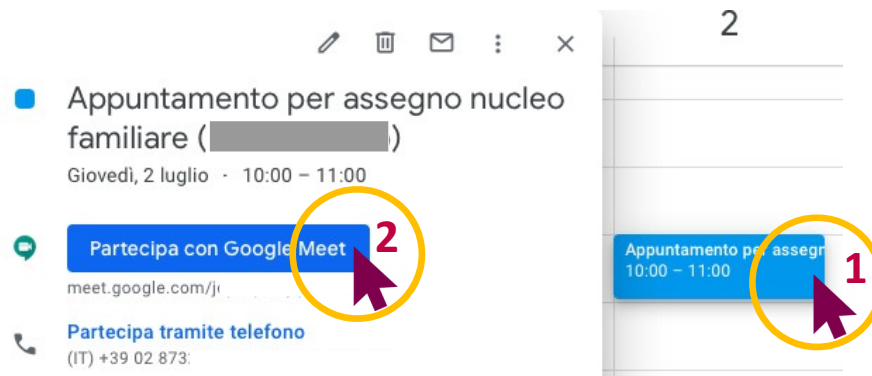 Appuntamento per assegno nucleo
familiare ( )
Giovedì, 2 luglio · 10:00 – 11:00
Partecipa con Google Meet
2
meet.google.com/j
Partecipa tramite telefono
(IT) +39 02 873
2
Appuntamento per assegn
10:00 – 11:00
1